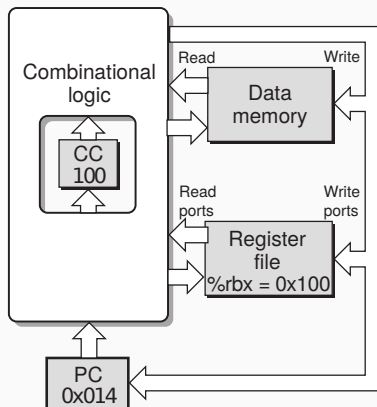 Combinational
logic
CC
100
Read
Write
Data
memory
Read
ports
Write
ports
Register
file
%rbx = 0x100
PC
0x014